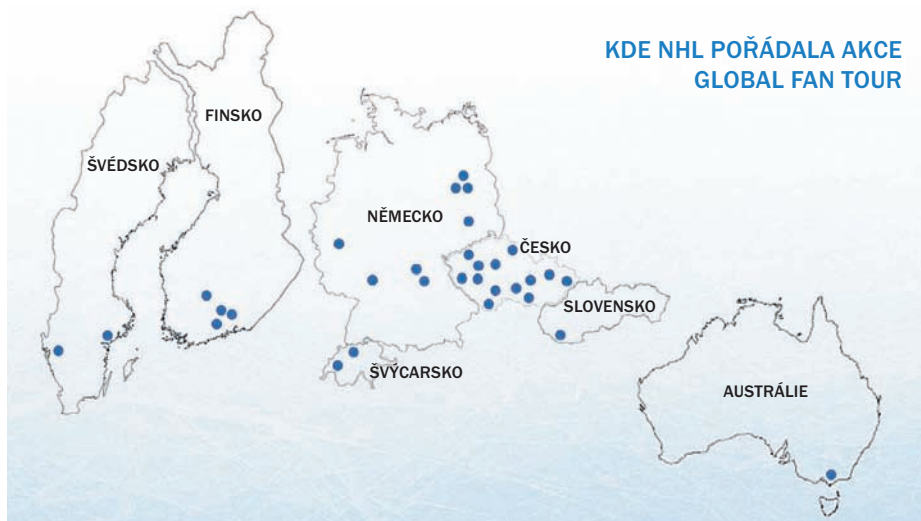 KDE NHL POŘÁDALA AKCE
GLOBAL FAN TOUR
FINSKO
ŠVÉDSKO
NĚMECKO
ČESKO
SLOVENSKO
ŠVÝCARSKO
AUSTRÁLIE